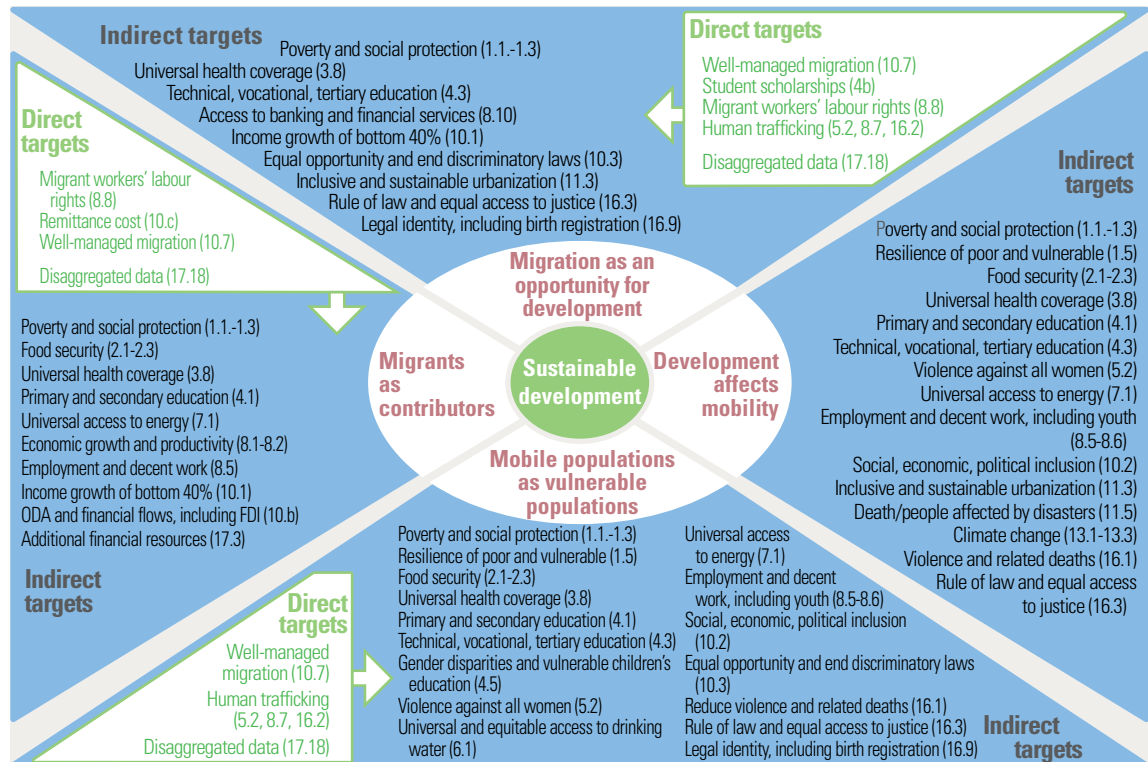 Indirect targets
Poverty and social protection (1.1.-1.3)
Universal health coverage (3.8)
Technical, vocational, tertiary education (4.3)
Access to banking and financial services (8.10)
Income growth of bottom 40% (10.1)
Equal opportunity and end discriminatory laws (10.3)
Inclusive and sustainable urbanization (11.3)
Rule of law and equal access to justice (16.3)
Legal identity, including birth registration (16.9)
Direct targets
Well-managed migration (10.7)
Student scholarships (4b)
Migrant workers' labour rights (8.8)
Human trafficking (5.2, 8.7, 16.2)
Disaggregated data (17.18)
Direct
targets
Migrant workers' labour
rights (8.8)
Remittance cost (10.c)
Well-managed migration (10.7)
Disaggregated data (17.18)
Poverty and social protection (1.1.-1.3)
Food security (2.1-2.3)
Universal health coverage (3.8)
Primary and secondary education (4.1)
Universal access to energy (7.1)
Economic growth and productivity (8.1-8.2)
Employment and decent work (8.5)
Income growth of bottom 40% (10.1)
ODA and financial flows, including FDI (10.b)
Additional financial resources (17.3)
Indirect
targets
Migration as an
opportunity for
development
Migrants
as
contributors
Sustainable
development
Development
affects
mobility
Mobile populations
as vulnerable
populations
Indirect
targets
Poverty and social protection (1.1.-1.3)
Resilience of poor and vulnerable (1.5)
Food security (2.1-2.3)
Universal health coverage (3.8)
Primary and secondary education (4.1)
Technical, vocational, tertiary education (4.3)
Violence against all women (5.2)
Universal access to energy (7.1)
Employment and decent work, including youth
(8.5-8.6)
Social, economic, political inclusion (10.2)
Inclusive and sustainable urbanization (11.3)
Death/people affected by disasters (11.5)
Climate change (13.1-13.3)
Violence and related deaths (16.1)
Rule of law and equal access
to justice (16.3)
Direct
targets
Well-managed
migration (10.7)
Human trafficking
(5.2, 8.7, 16.2)
Disaggregated data (17.18)
Poverty and social protection (1.1.-1.3)
Resilience of poor and vulnerable (1.5)
Food security (2.1-2.3)
Universal health coverage (3.8)
Primary and secondary education (4.1)
Technical, vocational, tertiary education (4.3)
Gender disparities and vulnerable children's
education (4.5)
Violence against all women (5.2)
Universal and equitable access to drinking
water (6.1)
Universal access
to energy (7.1)
Employment and decent
work, including youth (8.5-8.6)
Social, economic, political inclusion
(10.2)
Equal opportunity and end discriminatory laws
(10.3)
Reduce violence and related deaths (16.1)
Rule of law and equal access to justice (16.3)
Legal identity, including birth registration (16.9)
Indirect
targets